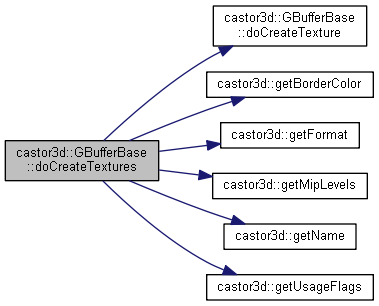 castor3d::GBufferBase
::doCreateTexture
castor3d::getBorderColor
castor3d::getFormat
castor3d::GBufferBase
::doCreateTextures
castor3d::getMipLevels
castor3d::getName
castor3d::getUsageFlags